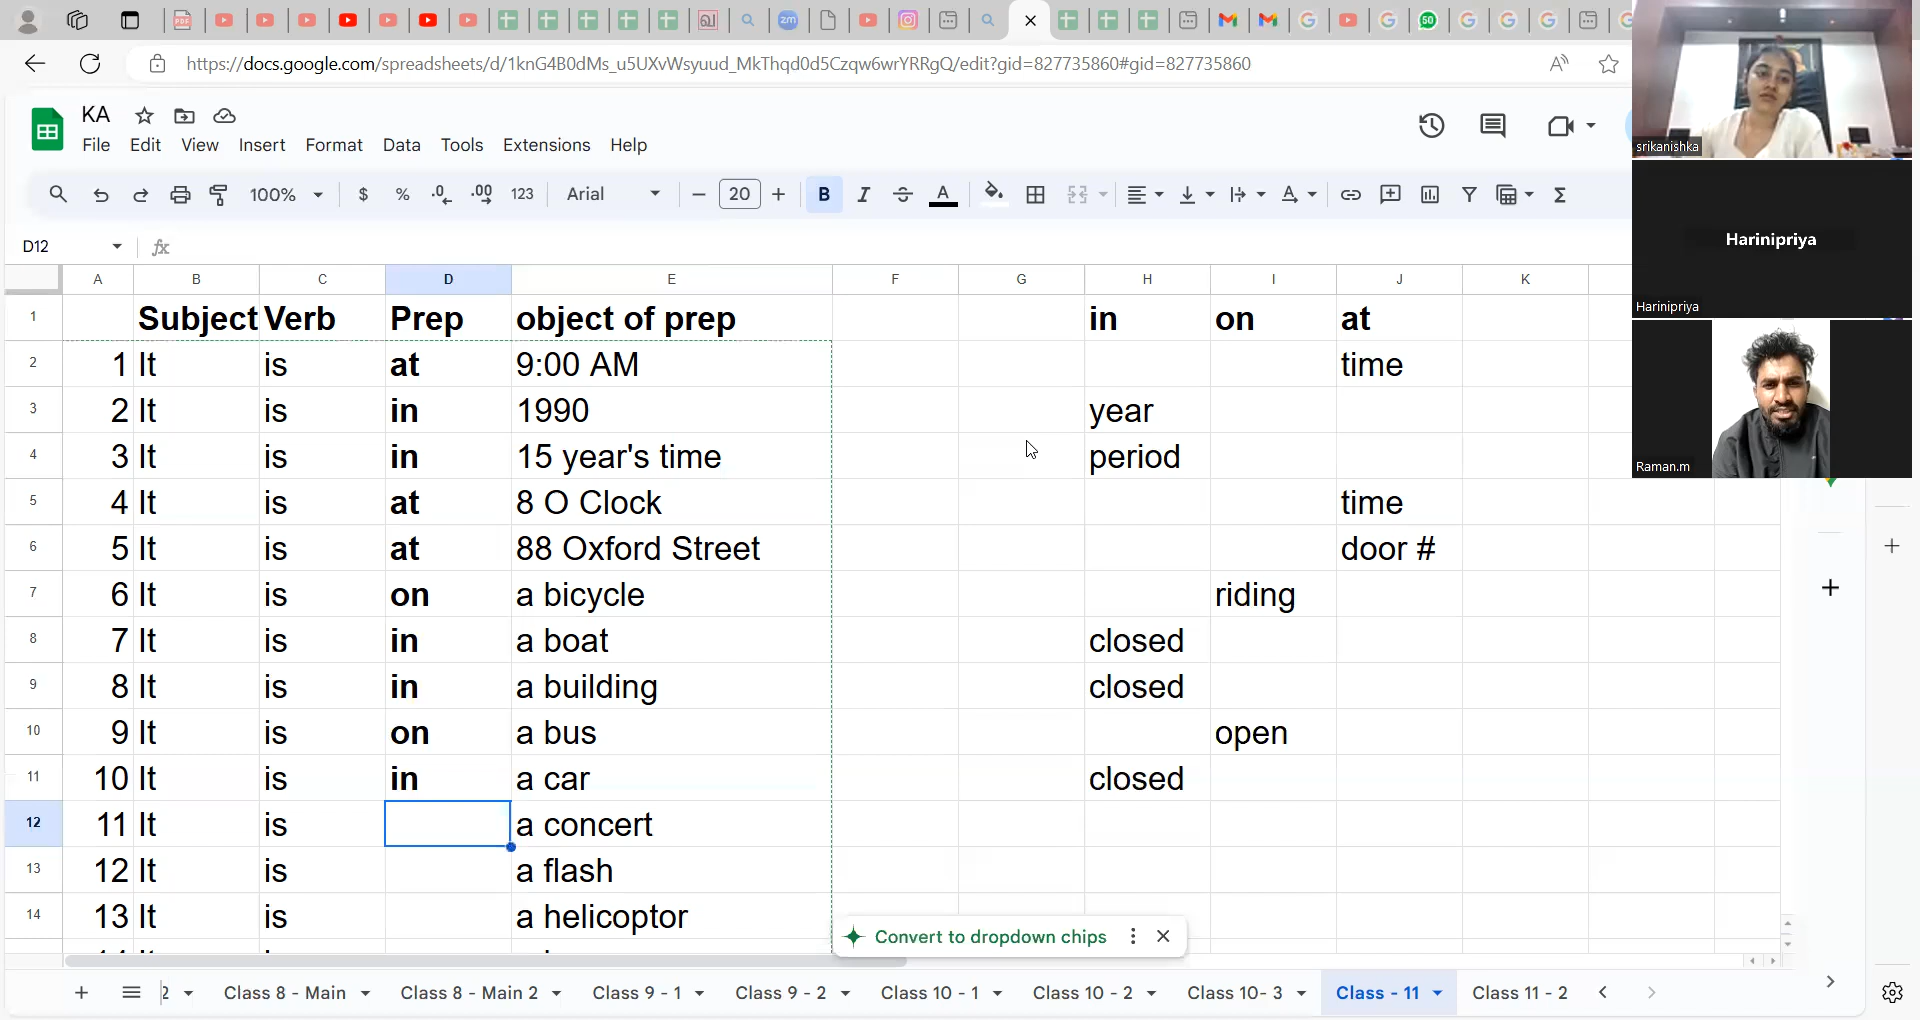 https://docs.google.com/spreadsheets/d/1knG4B0dMs_u5UXvWsyuud_MkThqd0d5Czqw6wrYRRgQ/edit?gid=827735860#gid=827735860
KA
File Edit View Insert Format Data Tools Extensions Help
100% $ % .0 .00 123 Arial 20 B I A
D12 fx
A B C D E F G H I J K
1 Subject Verb Prep object of prep in on at
2 1 It is at 9:00 AM time
3 2 It is in 1990 year
4 3 It is in 15 year's time period
5 4 It is at 8 O Clock time
6 5 It is at 88 Oxford Street door #
7 6 It is on a bicycle riding
8 7 It is in a boat closed
9 8 It is in a building closed
10 9 It is on a bus open
11 10 It is in a car closed
12 11 It is a concert
13 12 It is a flash
14 13 It is a helicoptor
Convert to dropdown chips
2 Class 8 - Main Class 8 - Main 2 Class 9 - 1 Class 9 - 2 Class 10 - 1 Class 10 - 2 Class 10- 3 Class - 11 Class 11 - 2
srikanishka
Harinipriya
Harinipriya
Raman.m